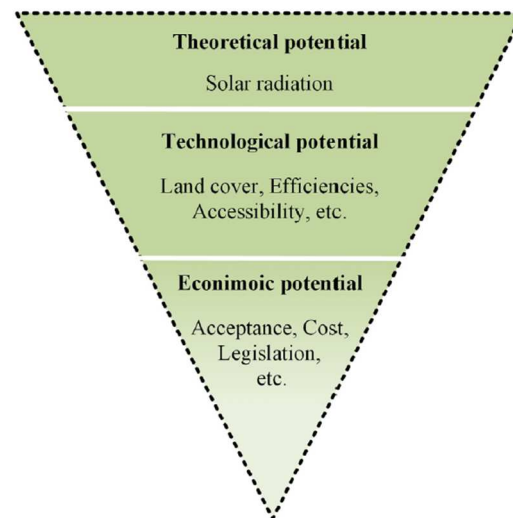 Theoretical potential
Solar radiation
Technological potential
Land cover, Efficiencies,
Accessibility, etc.
Econimoic potential
Acceptance, Cost,
Legislation,
etc.